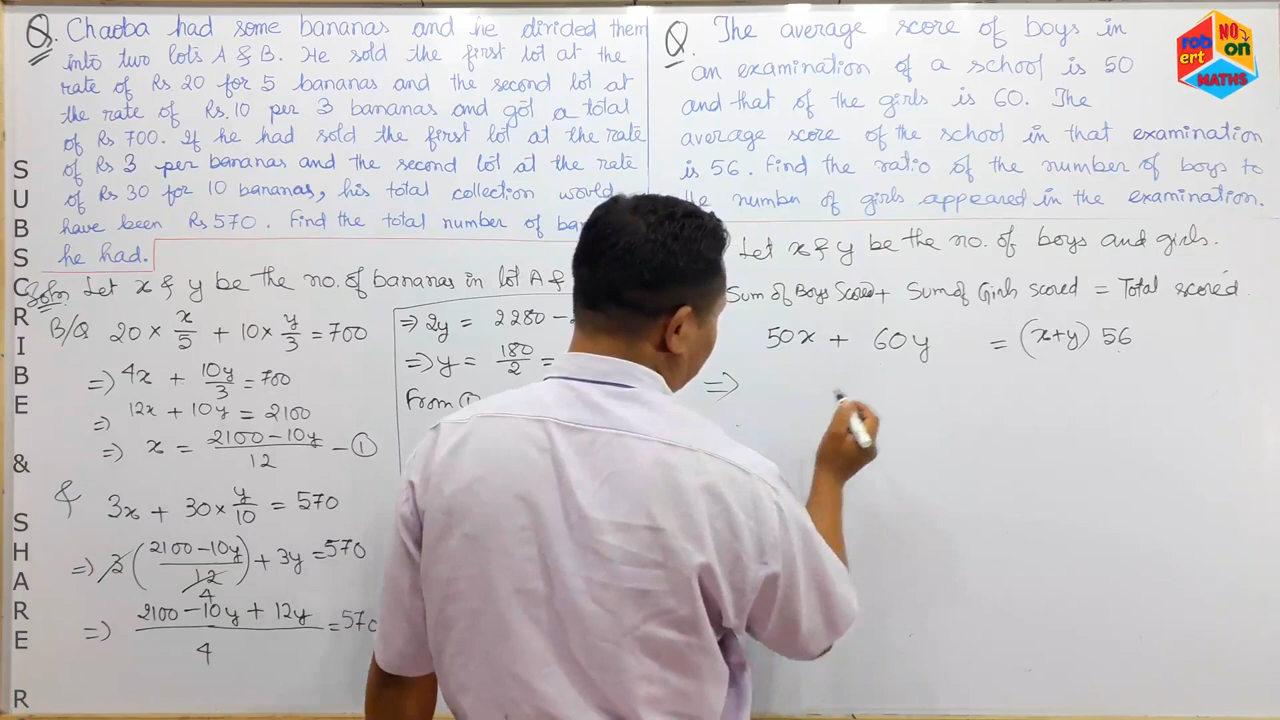 Q. Chaoba had some bananas and he divided them
into two lots A & B. He sold the first lot at the
rate of Rs 20 for 5 bananas and the second lot at
the rate of Rs. 10 per 3 bananas and got a total
of Rs 700. If he had sold the first lot at the rate
of Rs 3 per bananas and the second lot at the rate
of Rs 30 for 10 bananas, his total collection would
have been Rs 570. Find the total number of
he had.
Soln Let x & y be the no. of bananas in lot A &
B/Q 20 × x/5 + 10 × y/3 = 700
=> 4x + 10y/3 = 700
=> 12x + 10y = 2100
=> x = 2100-10y/12 - ①
& 3x + 30 × y/10 = 570
=> 3(2100-10y/12) + 3y = 570
4
=> 2100-10y + 12y/4 = 570
=> 2y = 2280 -
=> y = 180/2 =
From ①
Q. The average score of boys in
an examination of a school is 50
and that of the girls is 60. The
average score of the school in that examination
is 56. Find the ratio of the number of boys to
the number of girls appeared in the examination.
Let x & y be the no. of boys and girls.
Sum of Boys Scored + Sum of Girls scored = Total scored.
50x + 60y = (x+y) 56
=>
robert
NO on
MATHS
SUBSCRIBE & SHARE R